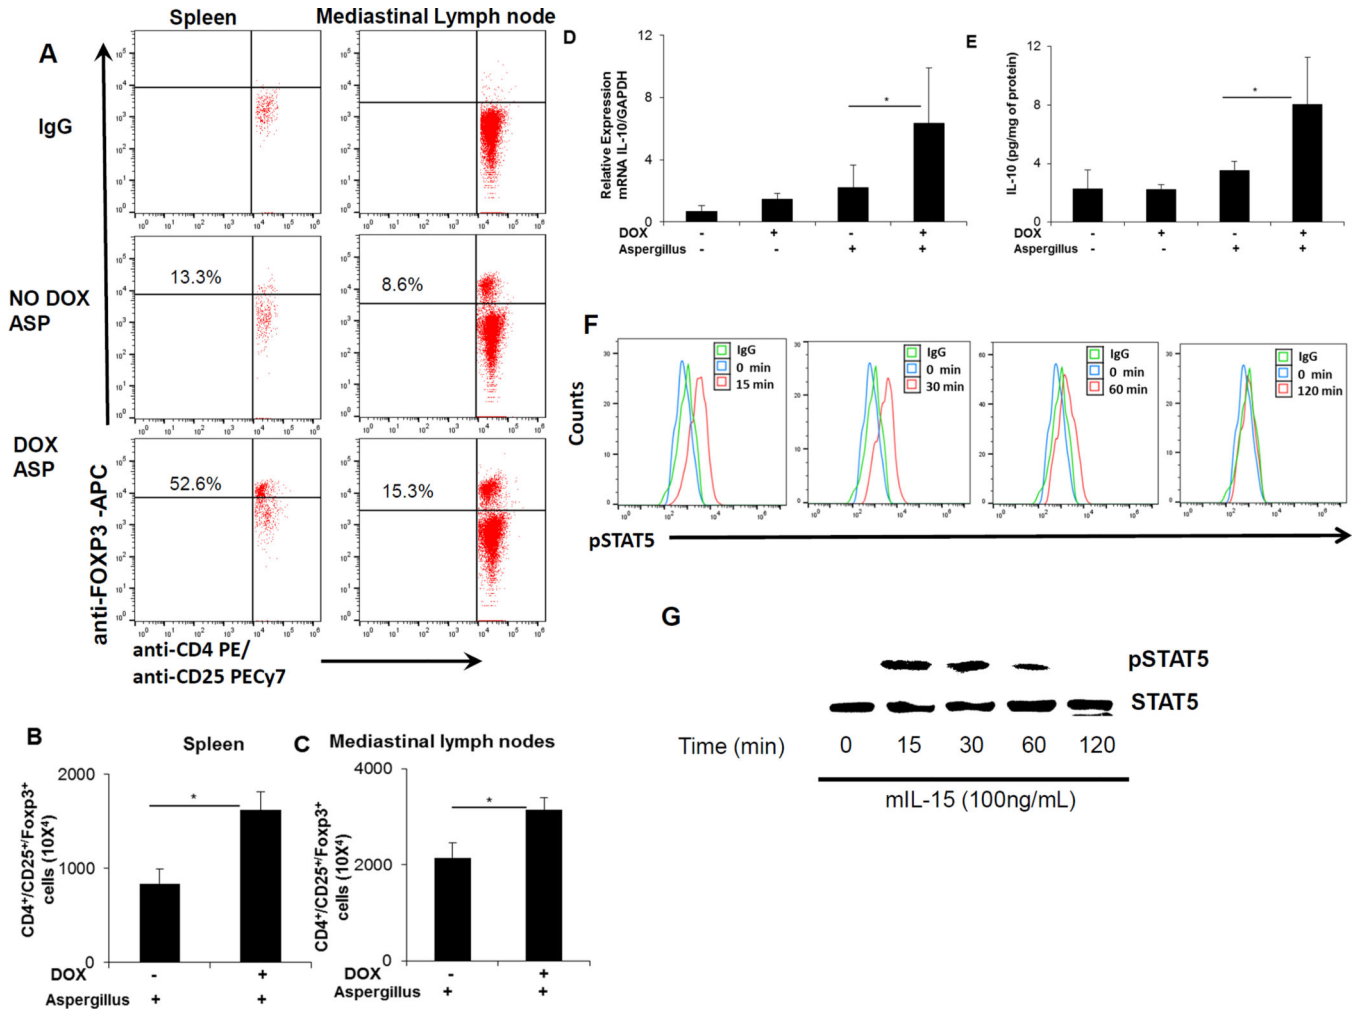 A
Spleen
Mediastinal Lymph node
IgG
NO DOX
ASP
13.3%
8.6%
DOX
ASP
52.6%
15.3%
anti-FOXP3 -APC
anti-CD4 PE/
anti-CD25 PECy7
B
Spleen
CD4⁺/CD25⁺/Foxp3⁺
cells (10X⁴)
2000
1000
0
DOX - +
Aspergillus + +
C
Mediastinal lymph nodes
CD4⁺/CD25⁺/Foxp3⁺
cells (10X⁴)
4000
2000
0
*
*
DOX - +
Aspergillus + +
D
Relative Expression
mRNA IL-10/GAPDH
12
8
4
0
*
DOX - + - +
Aspergillus - - + +
E
IL-10 (pg/mg of protein)
12
8
4
0
*
DOX - + - +
Aspergillus - - + +
F
Counts
IgG
0 min
15 min
IgG
0 min
30 min
IgG
0 min
60 min
IgG
0 min
120 min
pSTAT5
G
pSTAT5
STAT5
Time (min) 0 15 30 60 120
mIL-15 (100ng/mL)